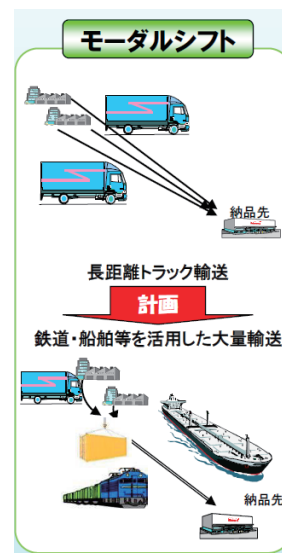 モーダルシフト
納品先
長距離トラック輸送
計画
鉄道・船舶等を活用した大量輸送
納品先